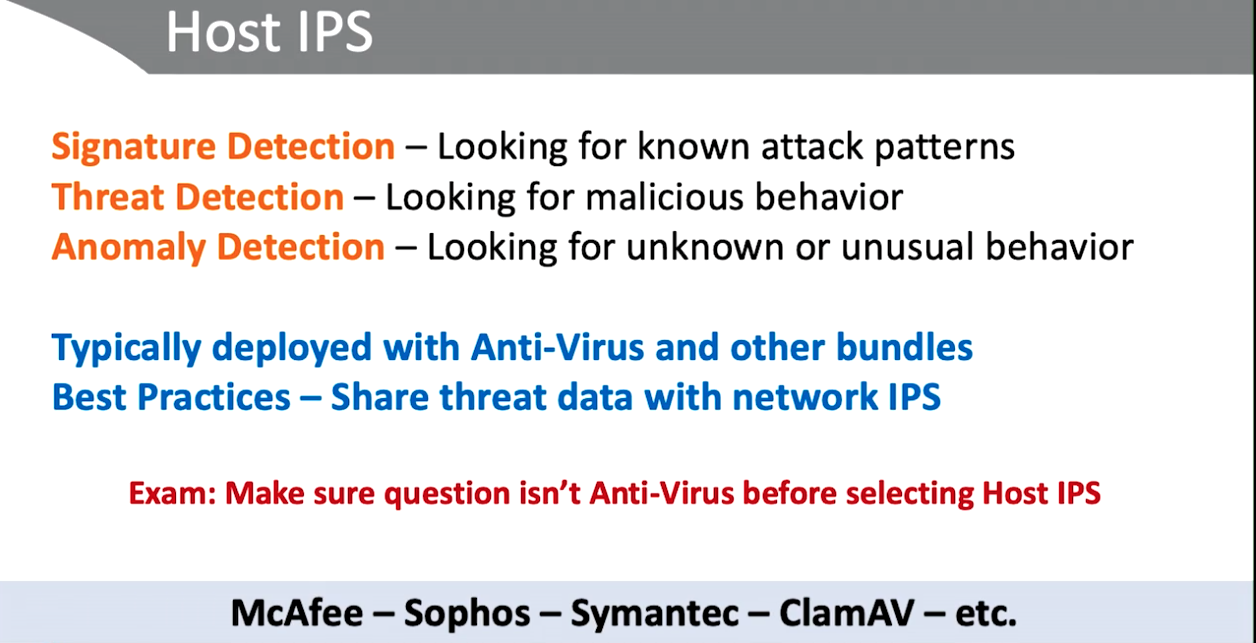 Host IPS
Signature Detection – Looking for known attack patterns
Threat Detection – Looking for malicious behavior
Anomaly Detection – Looking for unknown or unusual behavior
Typically deployed with Anti-Virus and other bundles
Best Practices – Share threat data with network IPS
Exam: Make sure question isn’t Anti-Virus before selecting Host IPS
McAfee – Sophos – Symantec – ClamAV – etc.